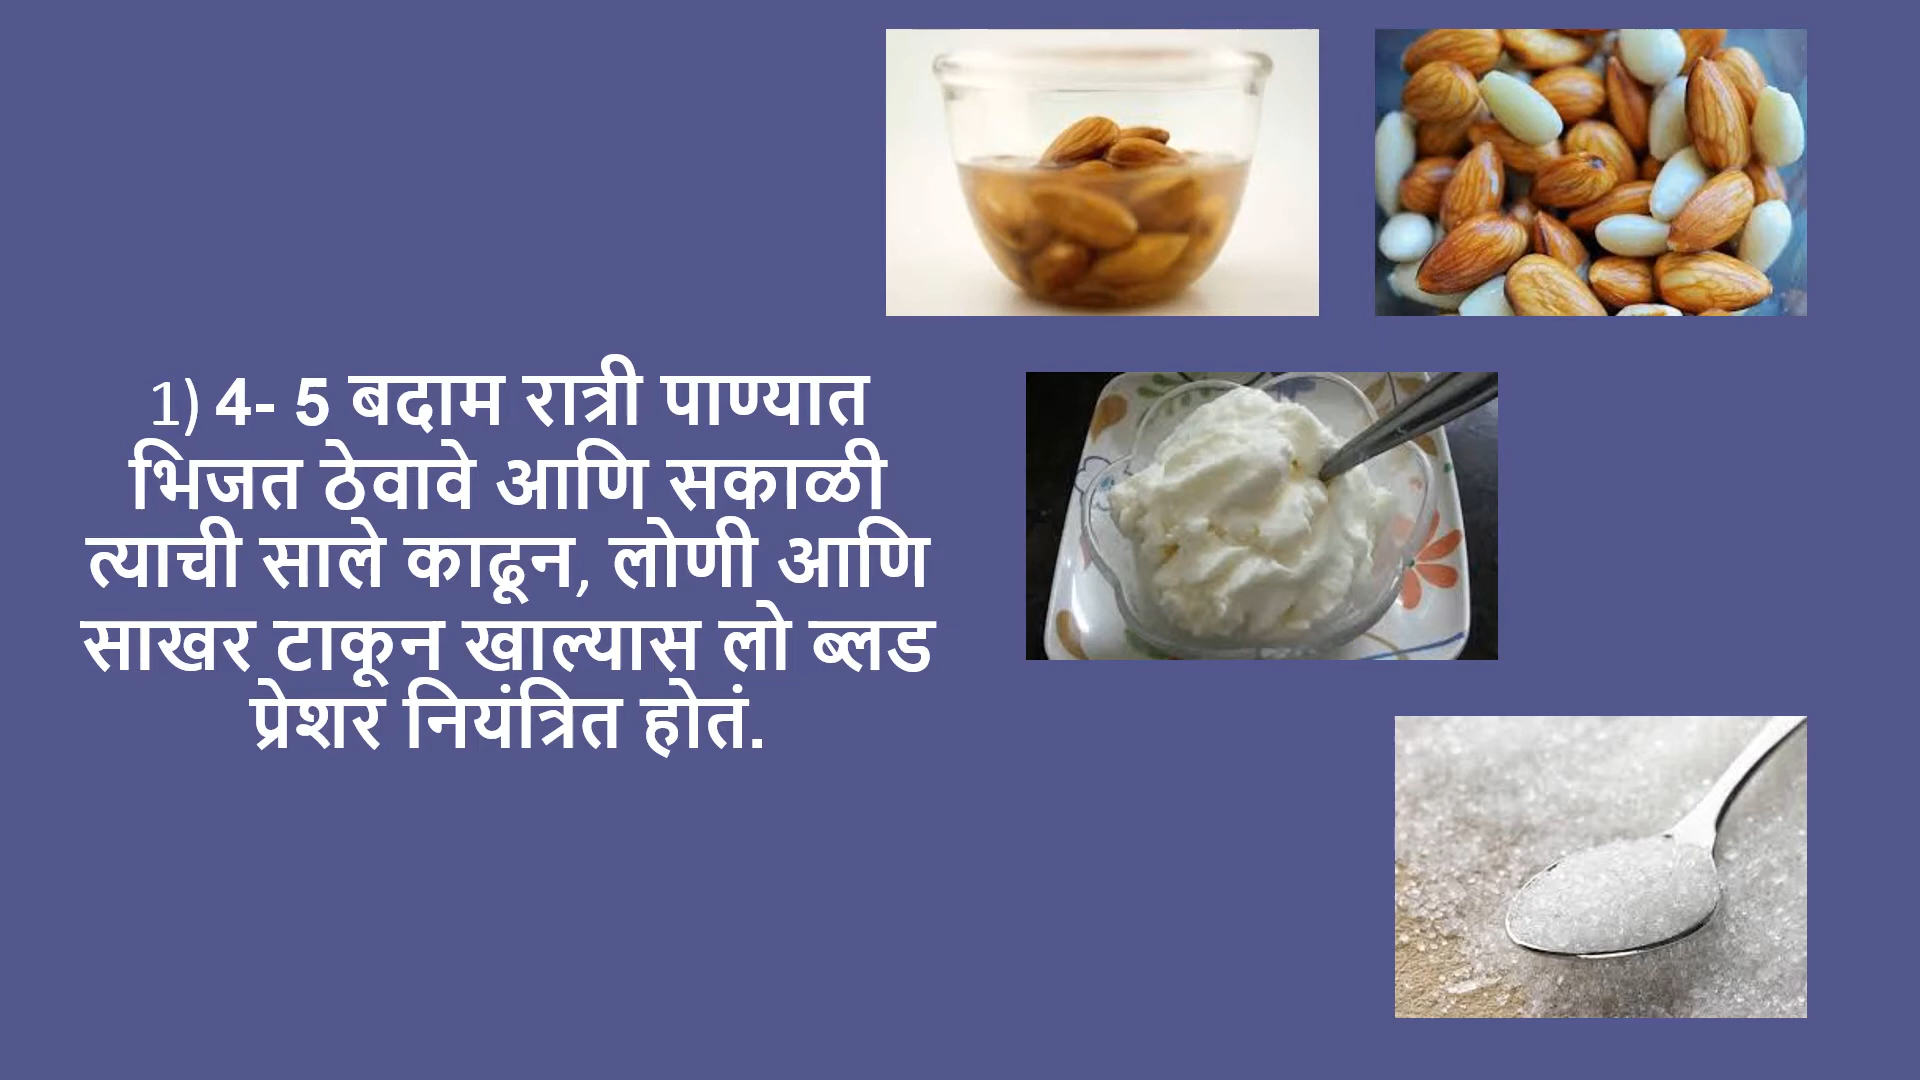 1) 4- 5 बदाम रात्री पाण्यात
भिजत ठेवावे आणि सकाळी
त्याची साले काढून, लोणी आणि
साखर टाकून खाल्यास लो ब्लड
प्रेशर नियंत्रित होतं.